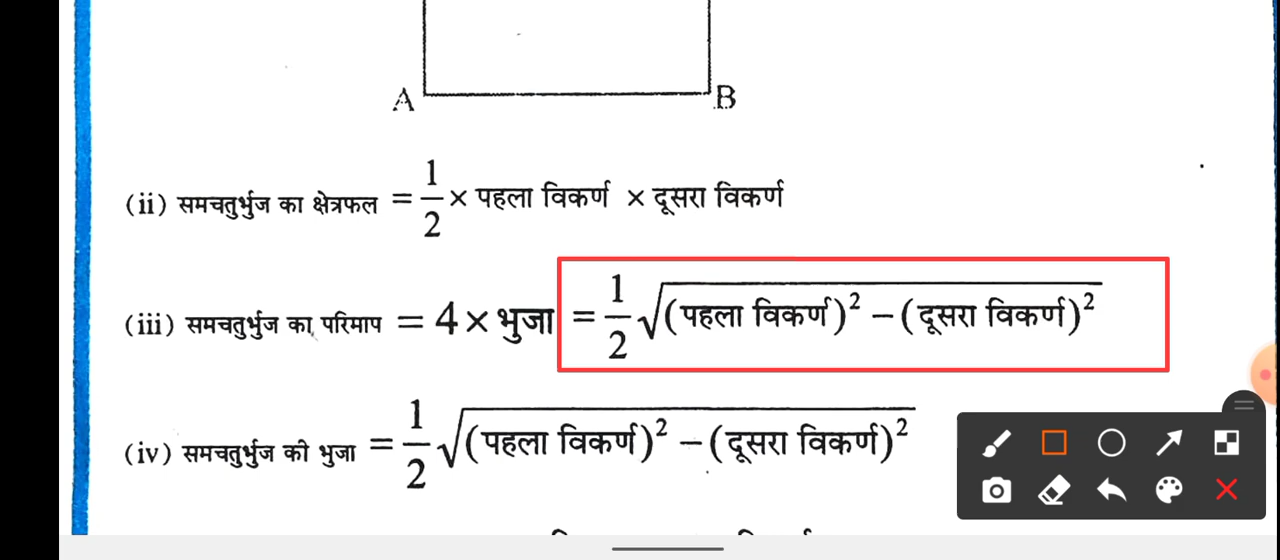 A B
(ii) समचतुर्भुज का क्षेत्रफल = 1/2 × पहला विकर्ण × दूसरा विकर्ण
(iii) समचतुर्भुज का परिमाप = 4 × भुजा = 1/2 √(पहला विकर्ण)² – (दूसरा विकर्ण)²
(iv) समचतुर्भुज की भुजा = 1/2 √(पहला विकर्ण)² – (दूसरा विकर्ण)²